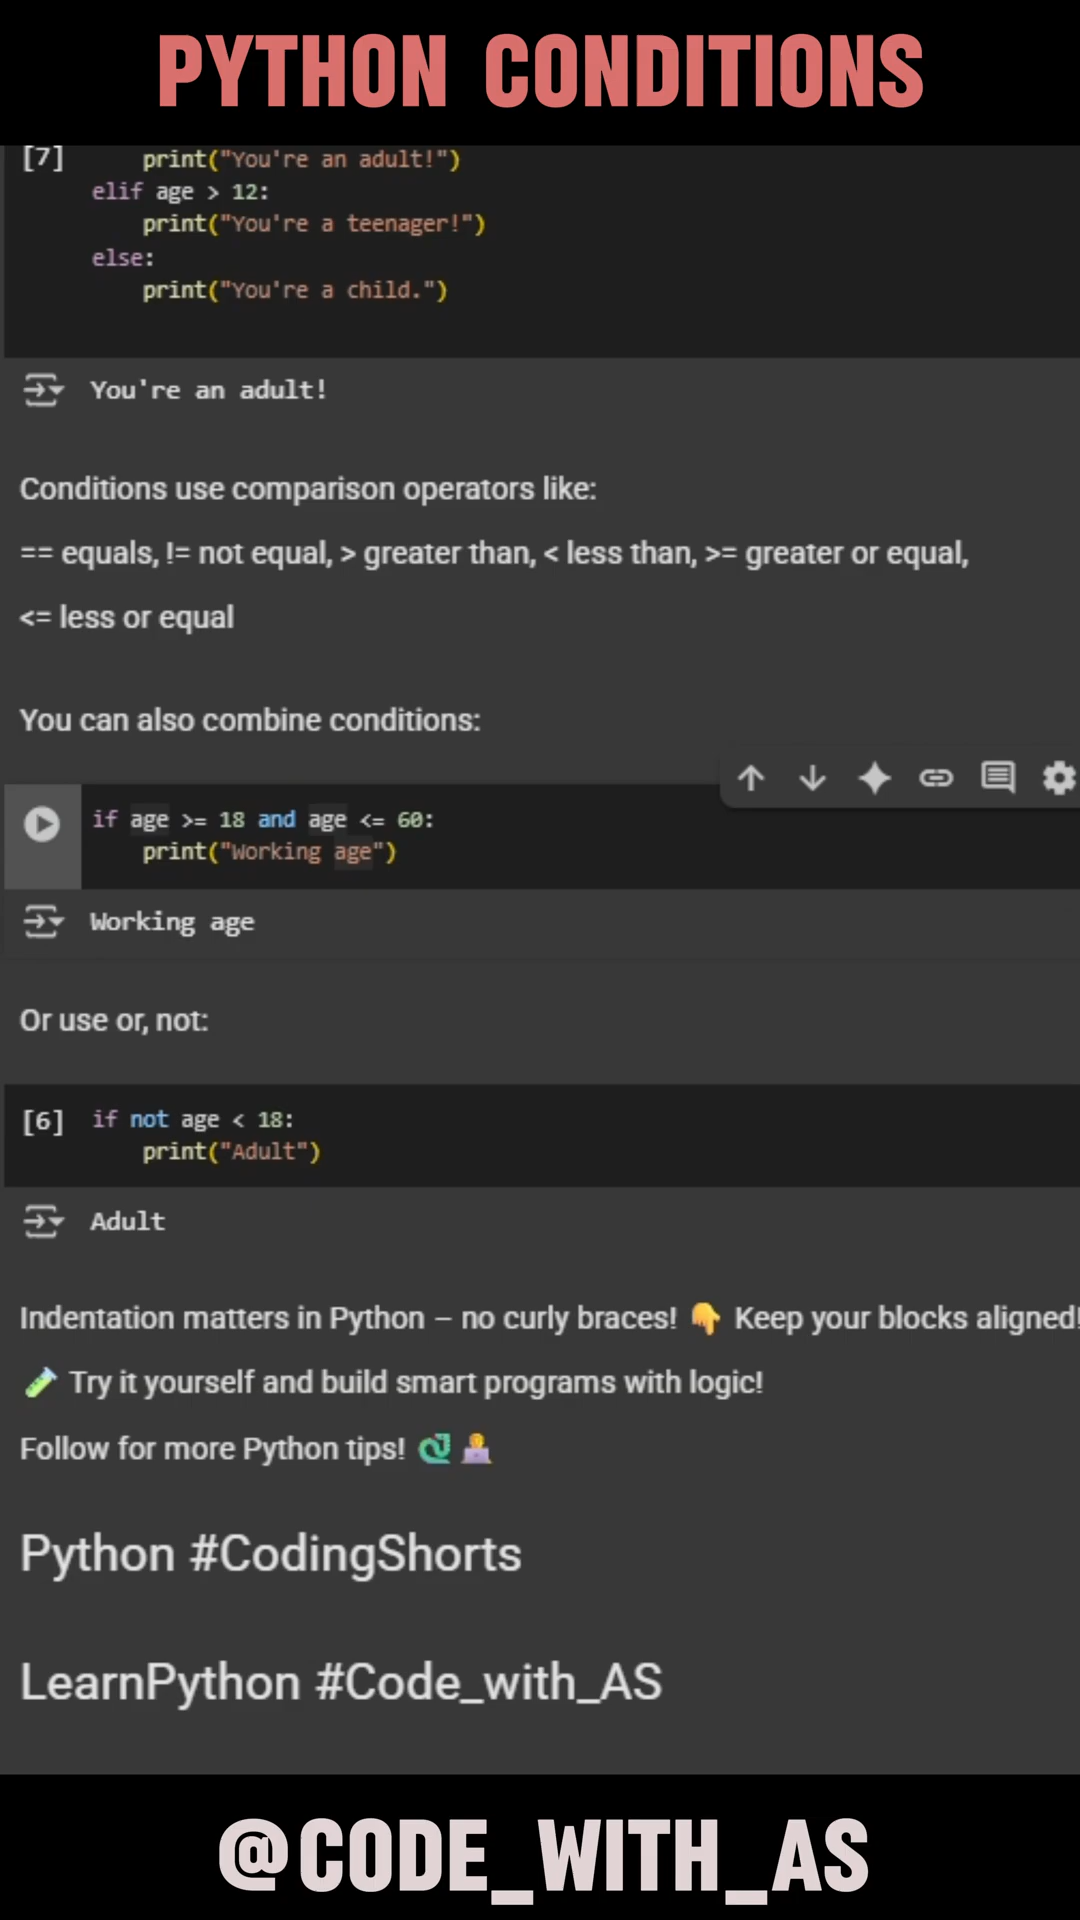 PYTHON CONDITIONS
[7] print("You're an adult!")
elif age > 12:
print("You're a teenager!")
else:
print("You're a child.")
You're an adult!
Conditions use comparison operators like:
== equals, != not equal, > greater than, < less than, >= greater or equal,
<= less or equal
You can also combine conditions:
if age >= 18 and age <= 60:
print("Working age")
Working age
Or use or, not:
[6] if not age < 18:
print("Adult")
Adult
Indentation matters in Python – no curly braces! 👇 Keep your blocks aligned!
🧪 Try it yourself and build smart programs with logic!
Follow for more Python tips! 🐍 🧑‍💻
Python #CodingShorts
LearnPython #Code_with_AS
@CODE_WITH_AS